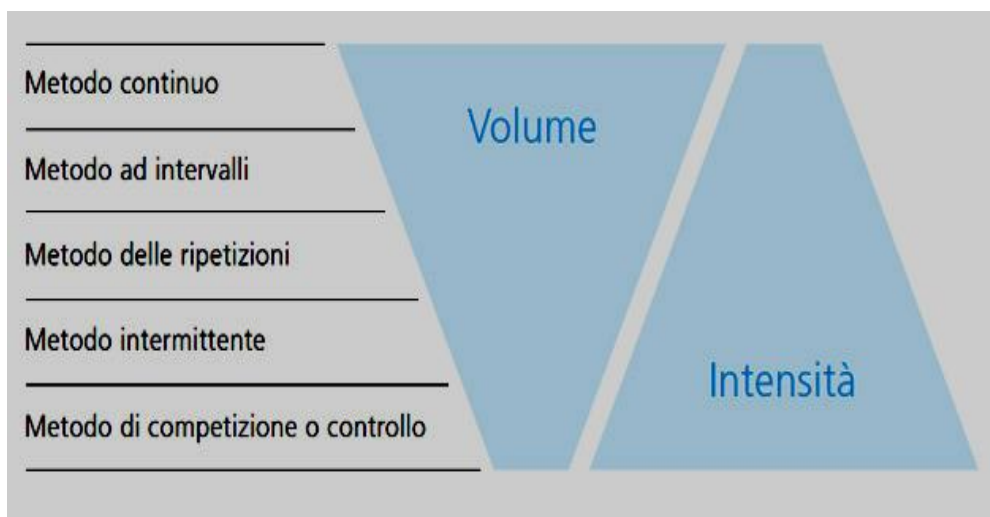 Metodo continuo
Volume
Metodo ad intervalli
Metodo delle ripetizioni
Metodo intermittente
Intensità
Metodo di competizione o controllo